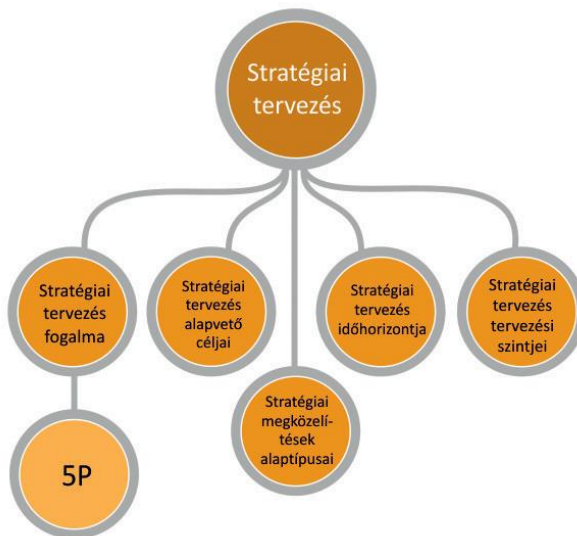 Stratégiai
tervezés
Stratégiai
tervezés
fogalma
Stratégiai
tervezés
alapvető
céljai
Stratégiai
tervezés
időhorizontja
Stratégiai
tervezés
tervezési
szintjei
Stratégiai
megközelí-
tések
alaptípusai
5P